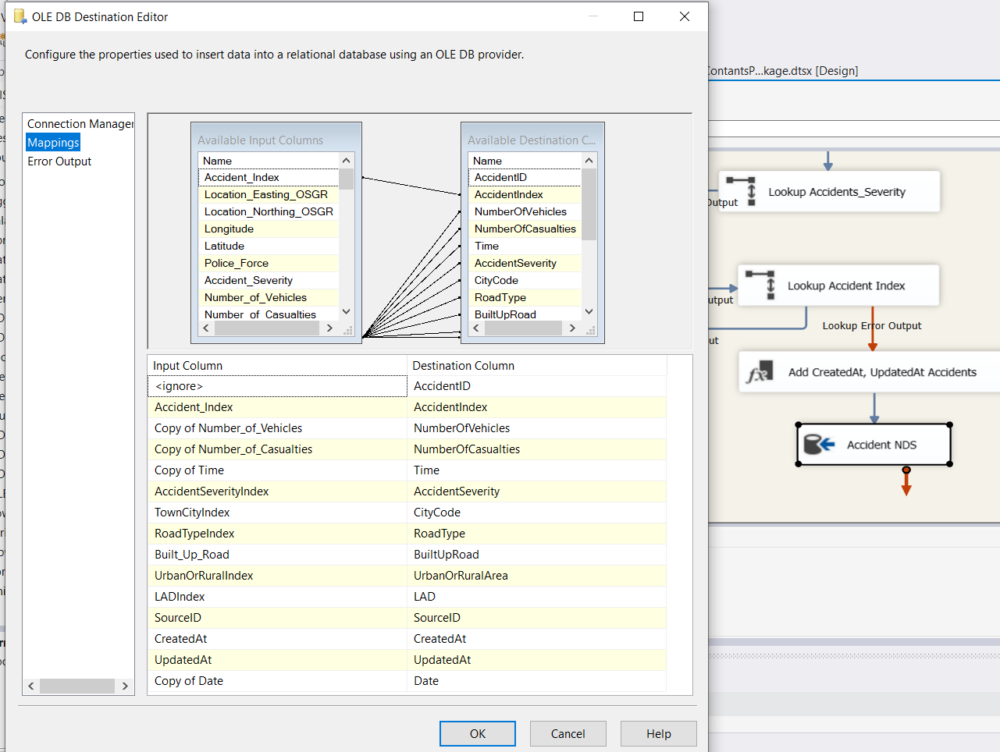 OLE DB Destination Editor
Configure the properties used to insert data into a relational database using an OLE DB provider.
ContantsP...kage.dtsx [Design]
Connection Manager
Mappings
Error Output
Available Input Columns
Name
Accident_Index
Location_Easting_OSGR
Location_Northing_OSGR
Longitude
Latitude
Police_Force
Accident_Severity
Number_of_Vehicles
Number_of_Casualties
Available Destination C...
Name
AccidentID
AccidentIndex
NumberOfVehicles
NumberOfCasualties
Time
AccidentSeverity
CityCode
RoadType
BuiltUpRoad
Input Column Destination Column
<ignore> AccidentID
Accident_Index AccidentIndex
Copy of Number_of_Vehicles NumberOfVehicles
Copy of Number_of_Casualties NumberOfCasualties
Copy of Time Time
AccidentSeverityIndex AccidentSeverity
TownCityIndex CityCode
RoadTypeIndex RoadType
Built_Up_Road BuiltUpRoad
UrbanOrRuralIndex UrbanOrRuralArea
LADIndex LAD
SourceID SourceID
CreatedAt CreatedAt
UpdatedAt UpdatedAt
Copy of Date Date
OK Cancel Help
Lookup Accidents_Severity
Output
Lookup Accident Index
utput
Lookup Error Output
ut
Add CreatedAt, UpdatedAt Accidents
Accident NDS